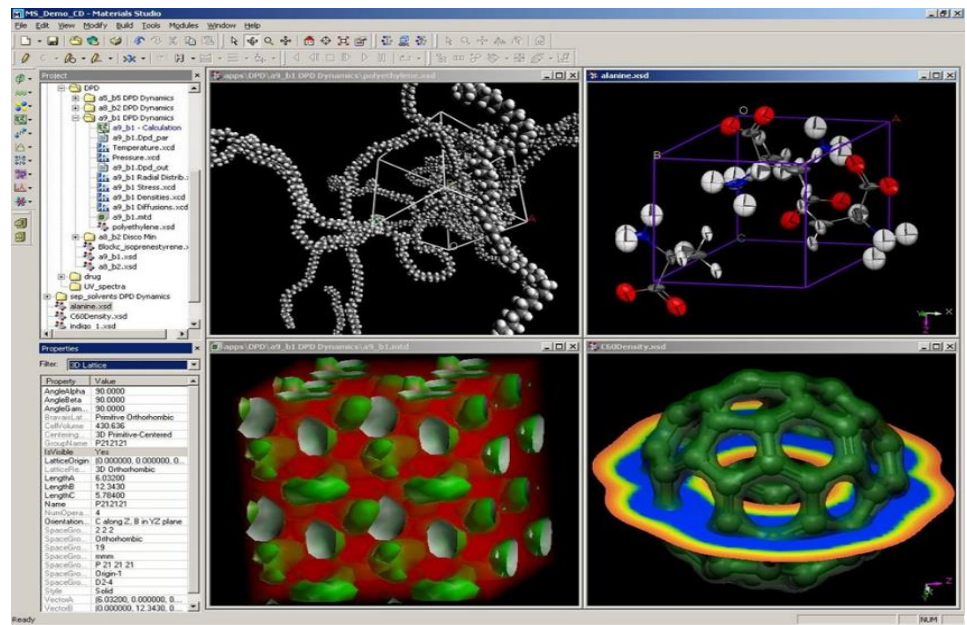 MS_Demo_CD - Materials Studio
File Edit View Modify Build Tools Modules Window Help
Project
DPD
a5_b5 DPD Dynamics
a8_b2 DPD Dynamics
a9_b1 DPD Dynamics
a9_b1 - Calculation
a9_b1.Dpd_par
Temperature.xcd
Pressure.xcd
a9_b1.Dpd_out
a9_b1 Radial Distrib.
a9_b1 Stress.xcd
a9_b1 Densities.xcd
a9_b1 Diffusions.xcd
a9_b1.mtd
polyethylene.xsd
a8_b2 Disco Min
Blockc_isoprenestyrene.
a9_b1.xsd
a8_b2.xsd
drug
UV_spectra
sep_solvents DPD Dynamics
alanine.xsd
C60Density.xsd
indigo_1.xsd
Properties
Filter: 3D Lattice
Property Value
AngleAlpha 90.0000
AngleBeta 90.0000
AngleGam... 90.0000
BravaisLat... Primitive Orthorhombic
CellVolume 430.636
Centering... 3D Primitive-Centered
GroupName P212121
IsVisible Yes
LatticeOrigin (0.000000, 0.000000, 0...
LatticeRe... 3D Orthorhombic
LengthA 6.03200
LengthB 12.3430
LengthC 5.78400
Name P212121
NumOpera... 4
Orientation... C along Z, B in YZ plane
SpaceGro... 2 2 2
SpaceGro... Orthorhombic
SpaceGro... 19
SpaceGro... mmm
SpaceGro... P 21 21 21
SpaceGro... Origin-1
SpaceGro... D2-4
Style Solid
VectorA (6.03200, 0.000000, 0...
VectorB (0.000000, 12.3430, 0...
apps\DPD\a9_b1 DPD Dynamics\polyethylene.xsd
A
alanine.xsd
O
A
B
C
X
apps\DPD\a9_b1 DPD Dynamics\a9_b1.mtd
C60Density.xsd
Z
Ready
NUM